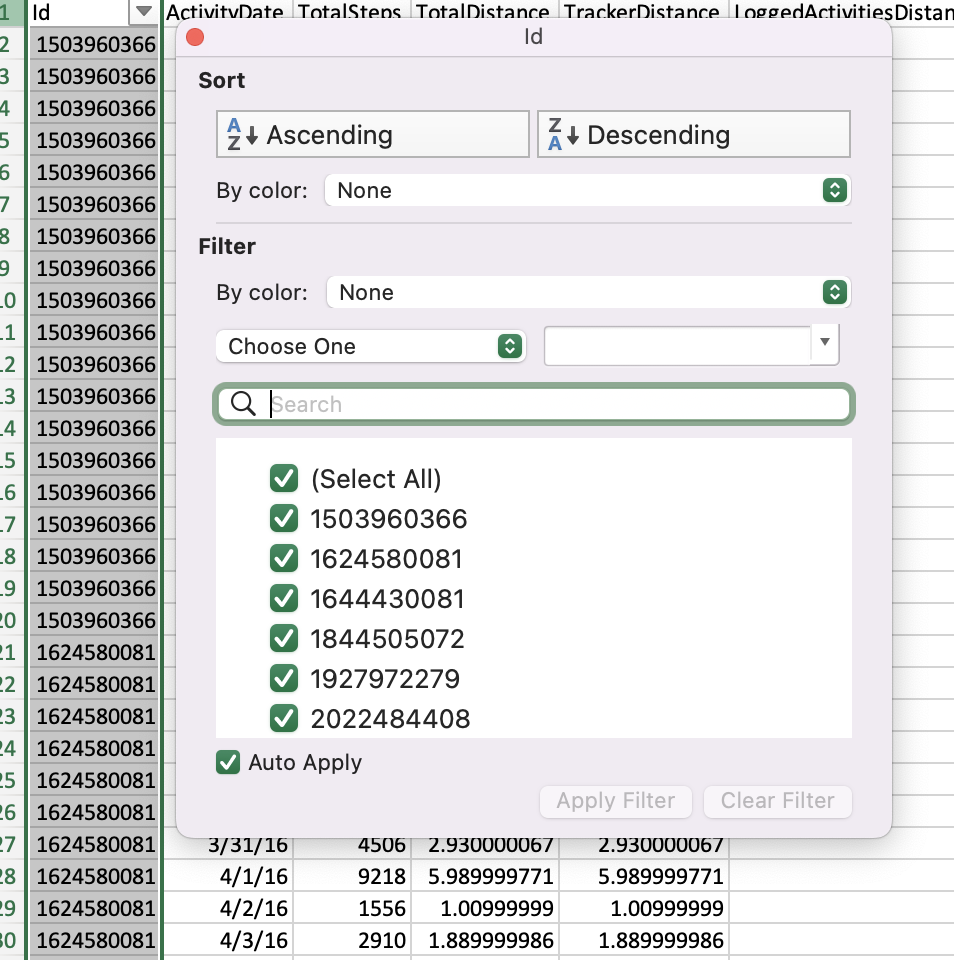 1 Id ActivityDate TotalSteps TotalDistance TrackerDistance LoggedActivitiesDistan
Id
2 1503960366
3 1503960366
4 1503960366
5 1503960366
6 1503960366
7 1503960366
8 1503960366
9 1503960366
10 1503960366
11 1503960366
12 1503960366
13 1503960366
14 1503960366
15 1503960366
16 1503960366
17 1503960366
18 1503960366
19 1503960366
20 1503960366
21 1624580081
22 1624580081
23 1624580081
24 1624580081
25 1624580081
26 1624580081
Sort
A Z Ascending Z A Descending
By color: None
Filter
By color: None
Choose One
Search
(Select All)
1503960366
1624580081
1644430081
1844505072
1927972279
2022484408
Auto Apply
Apply Filter Clear Filter
27 1624580081 3/31/16 4506 2.930000067 2.930000067
28 1624580081 4/1/16 9218 5.989999771 5.989999771
29 1624580081 4/2/16 1556 1.00999999 1.00999999
30 1624580081 4/3/16 2910 1.889999986 1.889999986